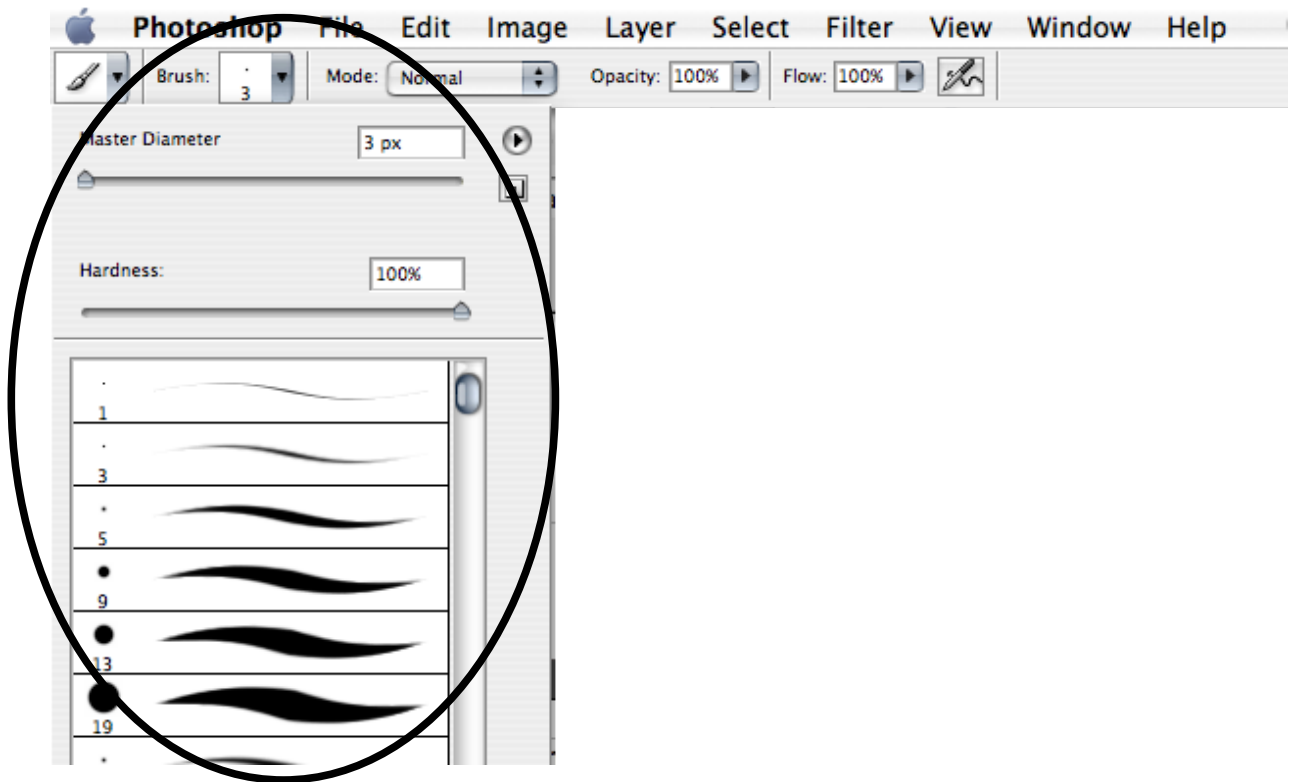 Photoshop File Edit Image Layer Select Filter View Window Help
Brush: 3 Mode: Normal Opacity: 100% Flow: 100%
Master Diameter 3 px
Hardness: 100%
1
3
5
9
13
19